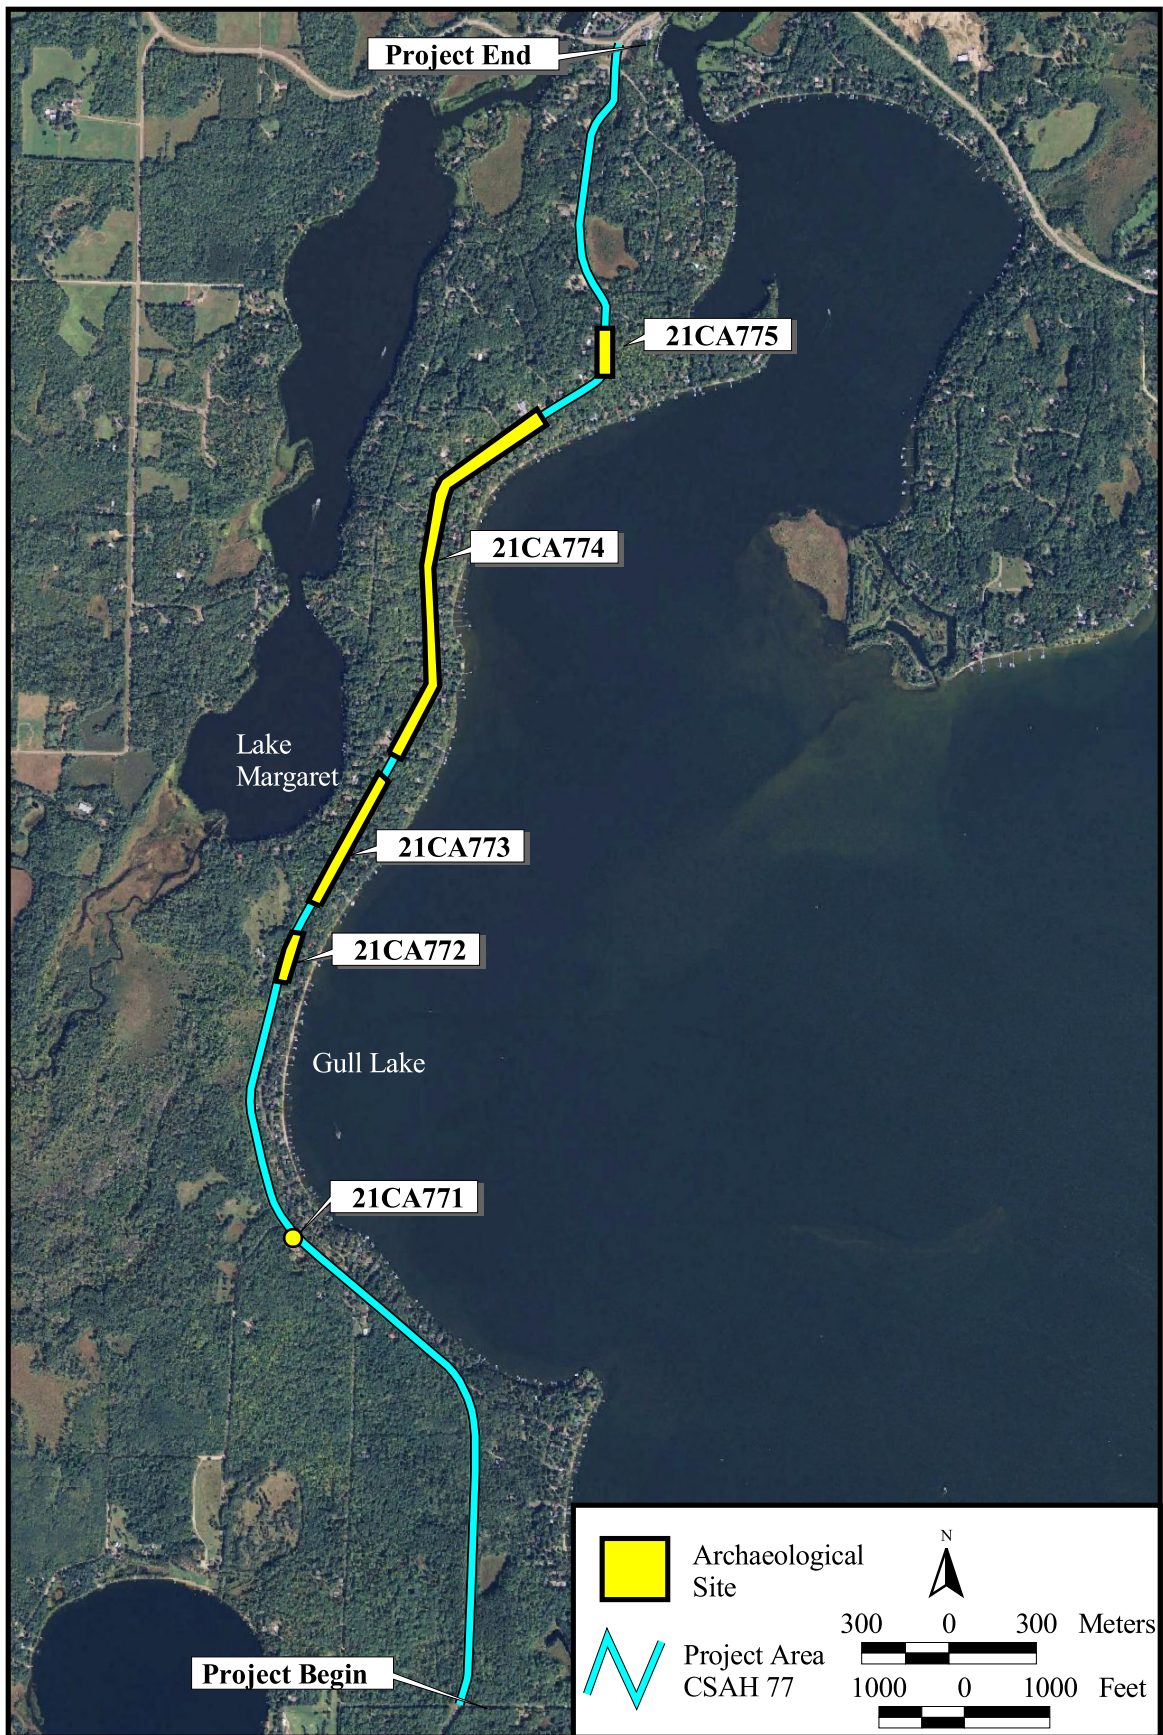 Project End
21CA775
21CA774
Lake
Margaret
21CA773
21CA772
Gull Lake
21CA771
Project Begin
Archaeological
Site
N
300 0 300 Meters
Project Area
CSAH 77
1000 0 1000 Feet